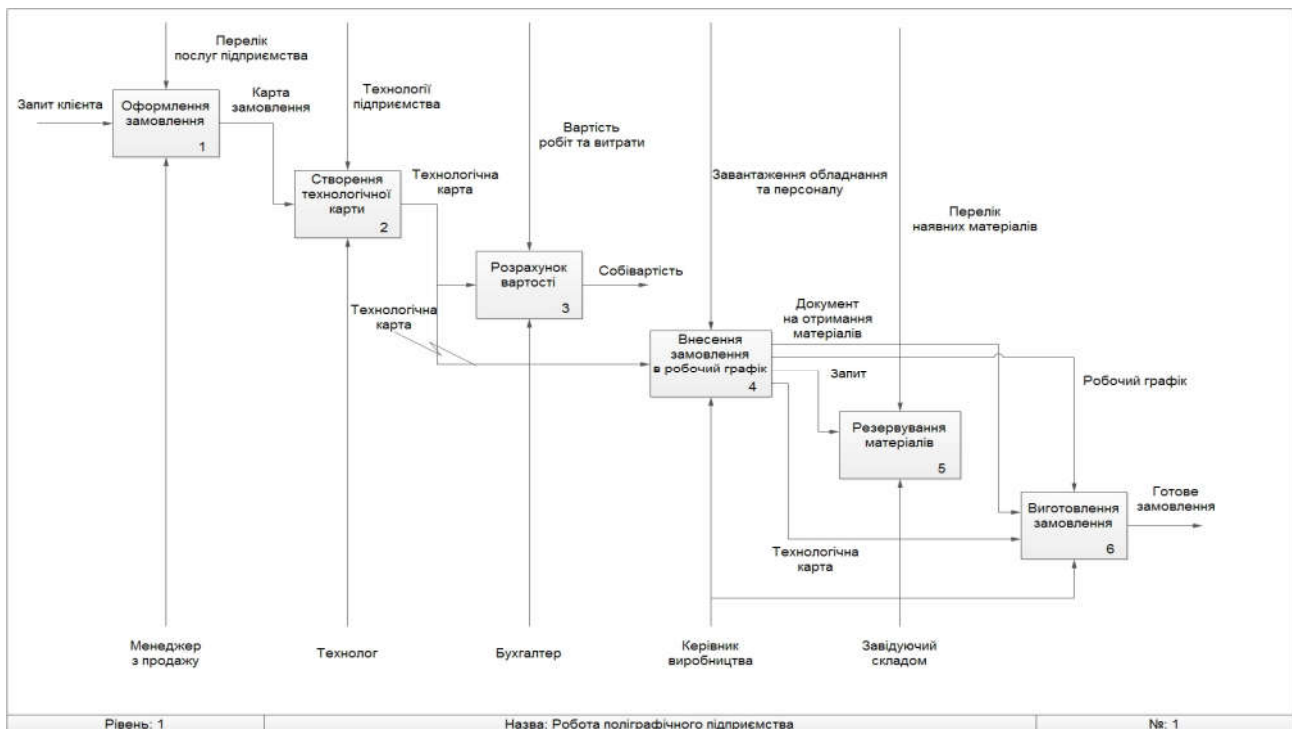 Перелік
послуг підприємства
Запит клієнта
Оформлення
замовлення
1
Карта
замовлення
Технології
підприємства
Створення
технологічної
карти
2
Технологічна
карта
Вартість
робіт та витрати
Розрахунок
вартості
3
Собівартість
Технологічна
карта
Завантаження обладнання
та персоналу
Внесення
замовлення
в робочий графік
4
Перелік
наявних матеріалів
Документ
на отримання
матеріалів
Запит
Робочий графік
Резервування
матеріалів
5
Виготовлення
замовлення
6
Готове
замовлення
Технологічна
карта
Менеджер
з продажу
Технолог
Бухгалтер
Керівник
виробництва
Завідуючий
складом
Рівень: 1
Назва: Робота поліграфічного підприємства
№: 1